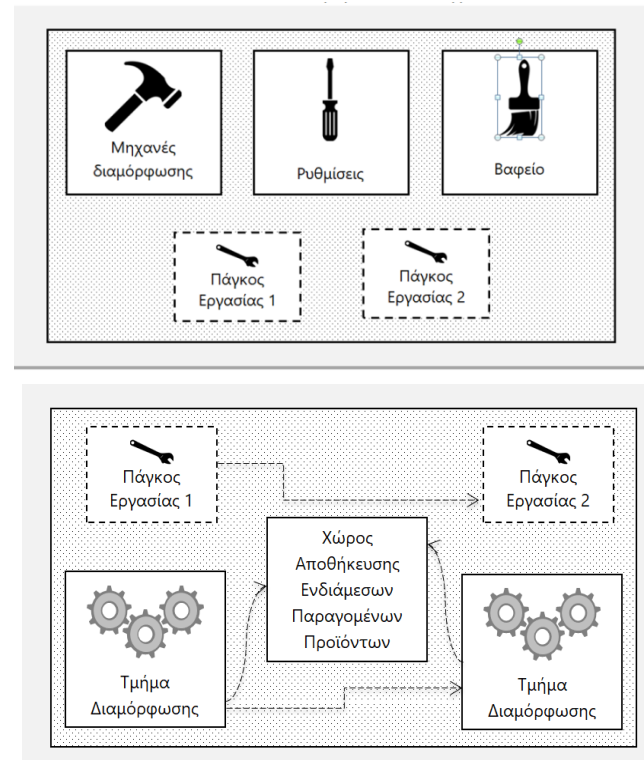 Μηχανές
διαμόρφωσης
Ρυθμίσεις
Βαφείο
Πάγκος
Εργασίας 1
Πάγκος
Εργασίας 2
Πάγκος
Εργασίας 1
Πάγκος
Εργασίας 2
Χώρος
Αποθήκευσης
Ενδιάμεσων
Παραγομένων
Προϊόντων
Τμήμα
Διαμόρφωσης
Τμήμα
Διαμόρφωσης